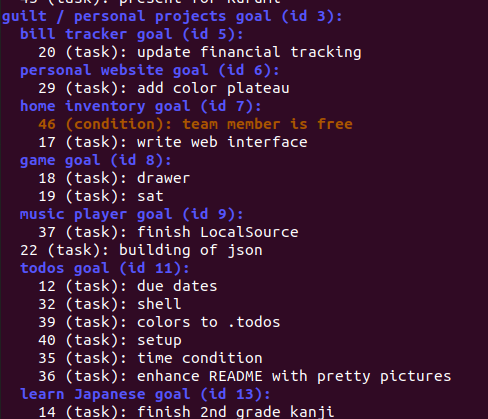 45 (task): present for Kurumi
guilt / personal projects goal (id 3):
bill tracker goal (id 5):
20 (task): update financial tracking
personal website goal (id 6):
29 (task): add color plateau
home inventory goal (id 7):
46 (condition): team member is free
17 (task): write web interface
game goal (id 8):
18 (task): drawer
19 (task): sat
music player goal (id 9):
37 (task): finish LocalSource
22 (task): building of json
todos goal (id 11):
12 (task): due dates
32 (task): shell
39 (task): colors to .todos
40 (task): setup
35 (task): time condition
36 (task): enhance README with pretty pictures
learn Japanese goal (id 13):
14 (task): finish 2nd grade kanji